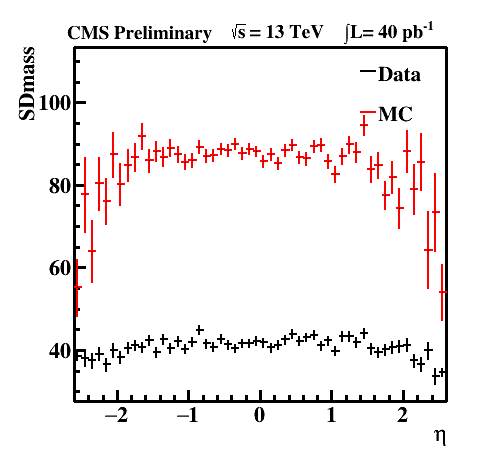 CMS Preliminary √s = 13 TeV ∫L= 40 pb⁻¹
SDmass
Data
MC
100
80
60
40
−2 −1 0 1 2
η